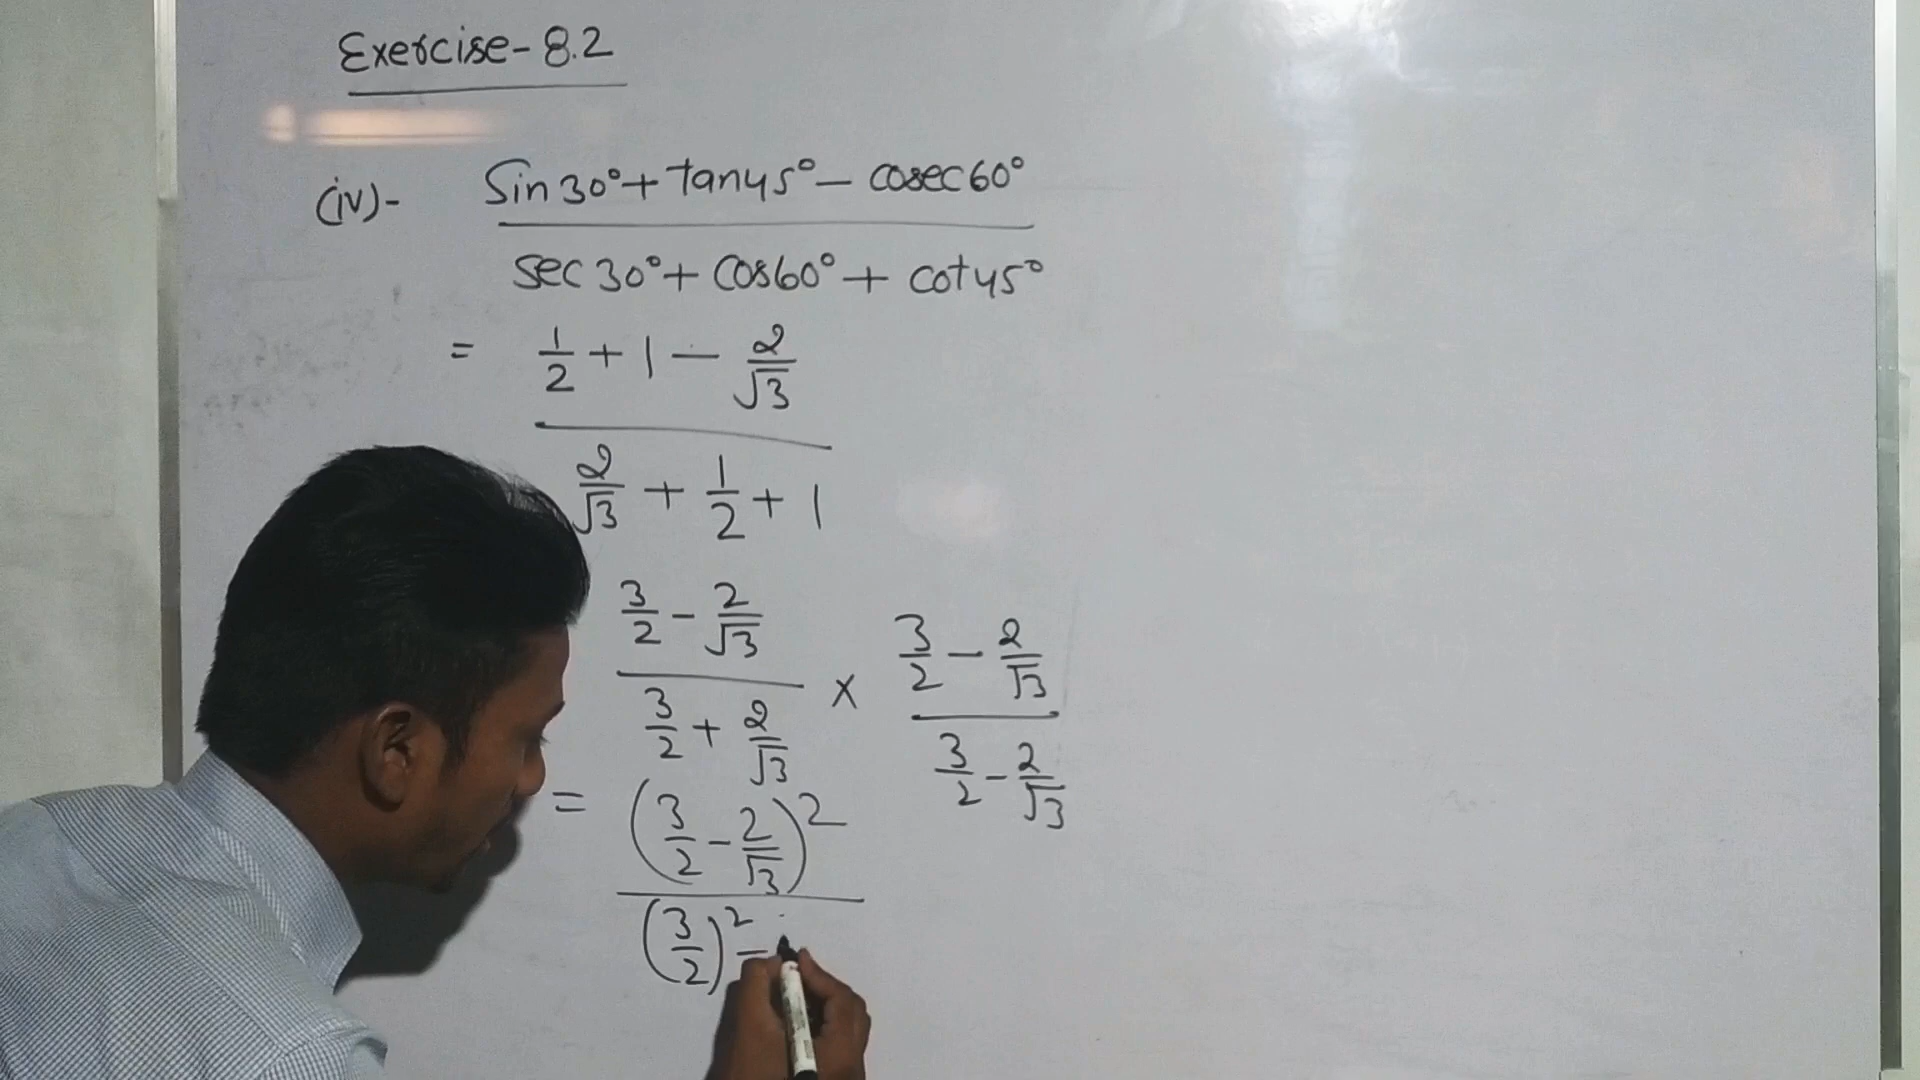 Exercise-8.2
(iv)- (sin30° + tan45° - cosec60°) / (sec30° + cos60° + cot45°)
= (1/2 + 1 - 2/√3) / (2/√3 + 1/2 + 1)
(3/2 - 2/√3) / (3/2 + 2/√3) × (3/2 - 2/√3) / (3/2 - 2/√3)
= (3/2 - 2/√3)² / (3/2)² -